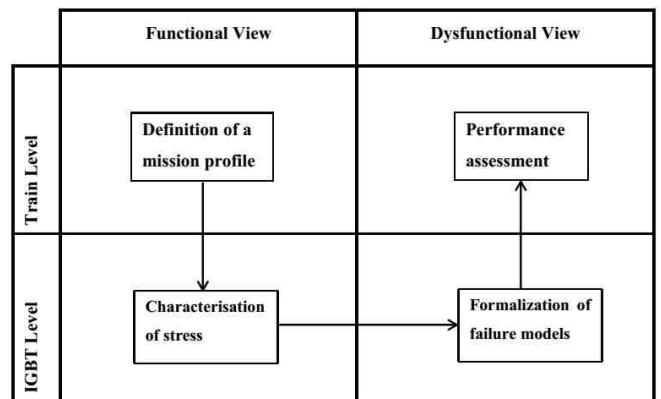 Functional View
Dysfunctional View
Train Level
Definition of a
mission profile
Performance
assessment
IGBT Level
Characterisation
of stress
Formalization of
failure models